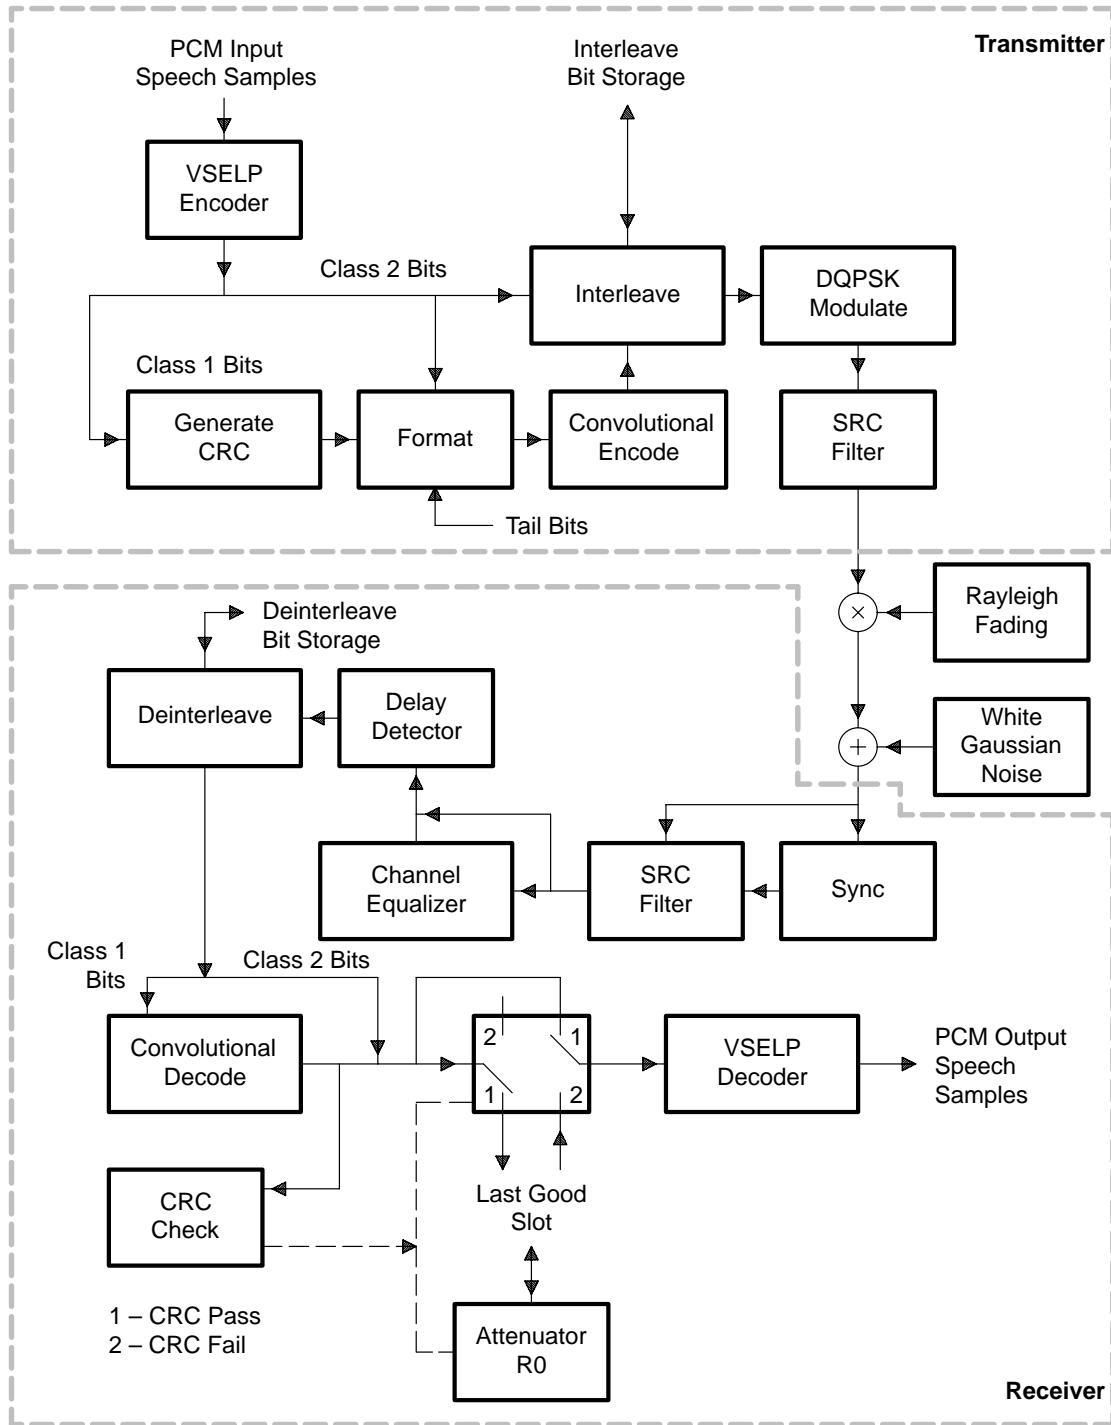 Transmitter
PCM Input
Speech Samples
Interleave
Bit Storage
VSELP
Encoder
Class 2 Bits
Interleave
DQPSK
Modulate
Class 1 Bits
Generate
CRC
Format
Convolutional
Encode
SRC
Filter
Tail Bits
Rayleigh
Fading
×
Deinterleave
Bit Storage
Deinterleave
Delay
Detector
White
Gaussian
Noise
+
Channel
Equalizer
SRC
Filter
Sync
Class 1
Bits
Class 2 Bits
Convolutional
Decode
2
1
1
2
VSELP
Decoder
PCM Output
Speech
Samples
CRC
Check
Last Good
Slot
1 – CRC Pass
2 – CRC Fail
Attenuator
R0
Receiver